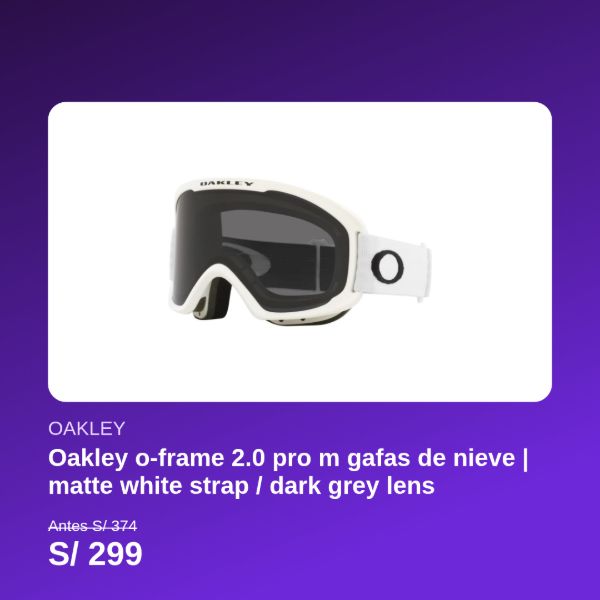 OAKLEY
OAKLEY
Oakley o-frame 2.0 pro m gafas de nieve |
matte white strap / dark grey lens
Antes S/ 374
S/ 299